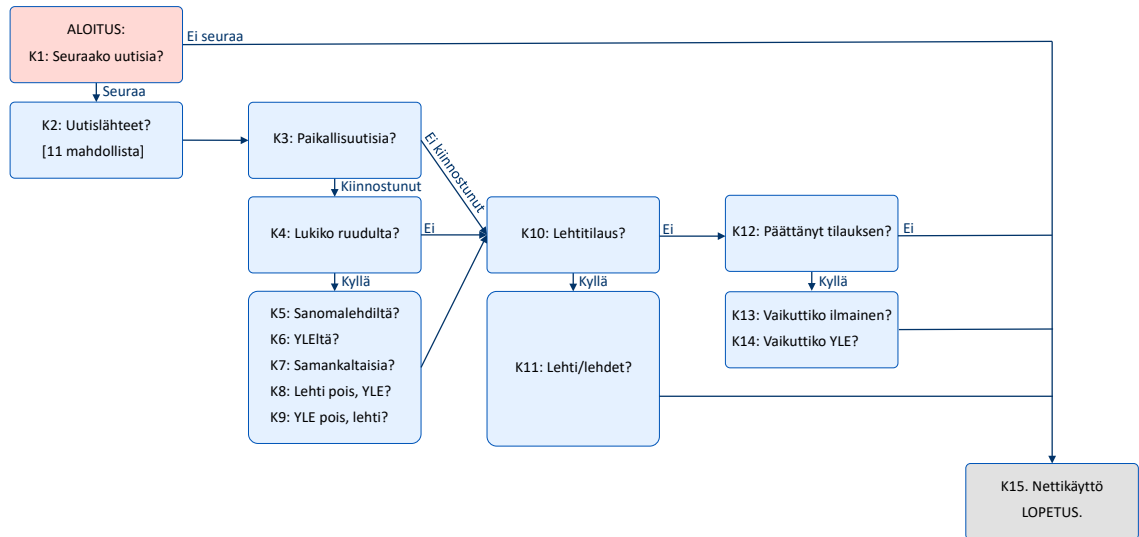 ALOITUS:
K1: Seuraako uutisia?
Ei seuraa
Seuraa
K2: Uutislähteet?
[11 mahdollista]
K3: Paikallisuutisia?
Ei kiinnostunut
Kiinnostunut
K4: Lukiko ruudulta?
Ei
Kyllä
K5: Sanomalehdiltä?
K6: YLEltä?
K7: Samankaltaisia?
K8: Lehti pois, YLE?
K9: YLE pois, lehti?
K10: Lehtitilaus?
Ei
Kyllä
K11: Lehti/lehdet?
K12: Päättänyt tilauksen?
Ei
Kyllä
K13: Vaikuttiko ilmainen?
K14: Vaikuttiko YLE?
K15. Nettikäyttö
LOPETUS.